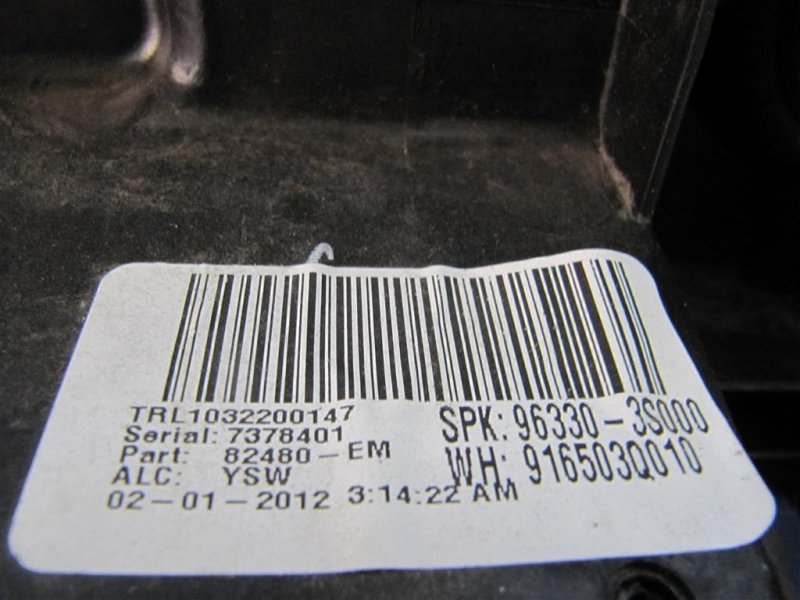 TRL1032200147
Serial: 7378401
Part: 82480-EM
ALC: YSW
02-01-2012 3:14:22 AM
SPK: 96330-3S000
WH: 916503Q010